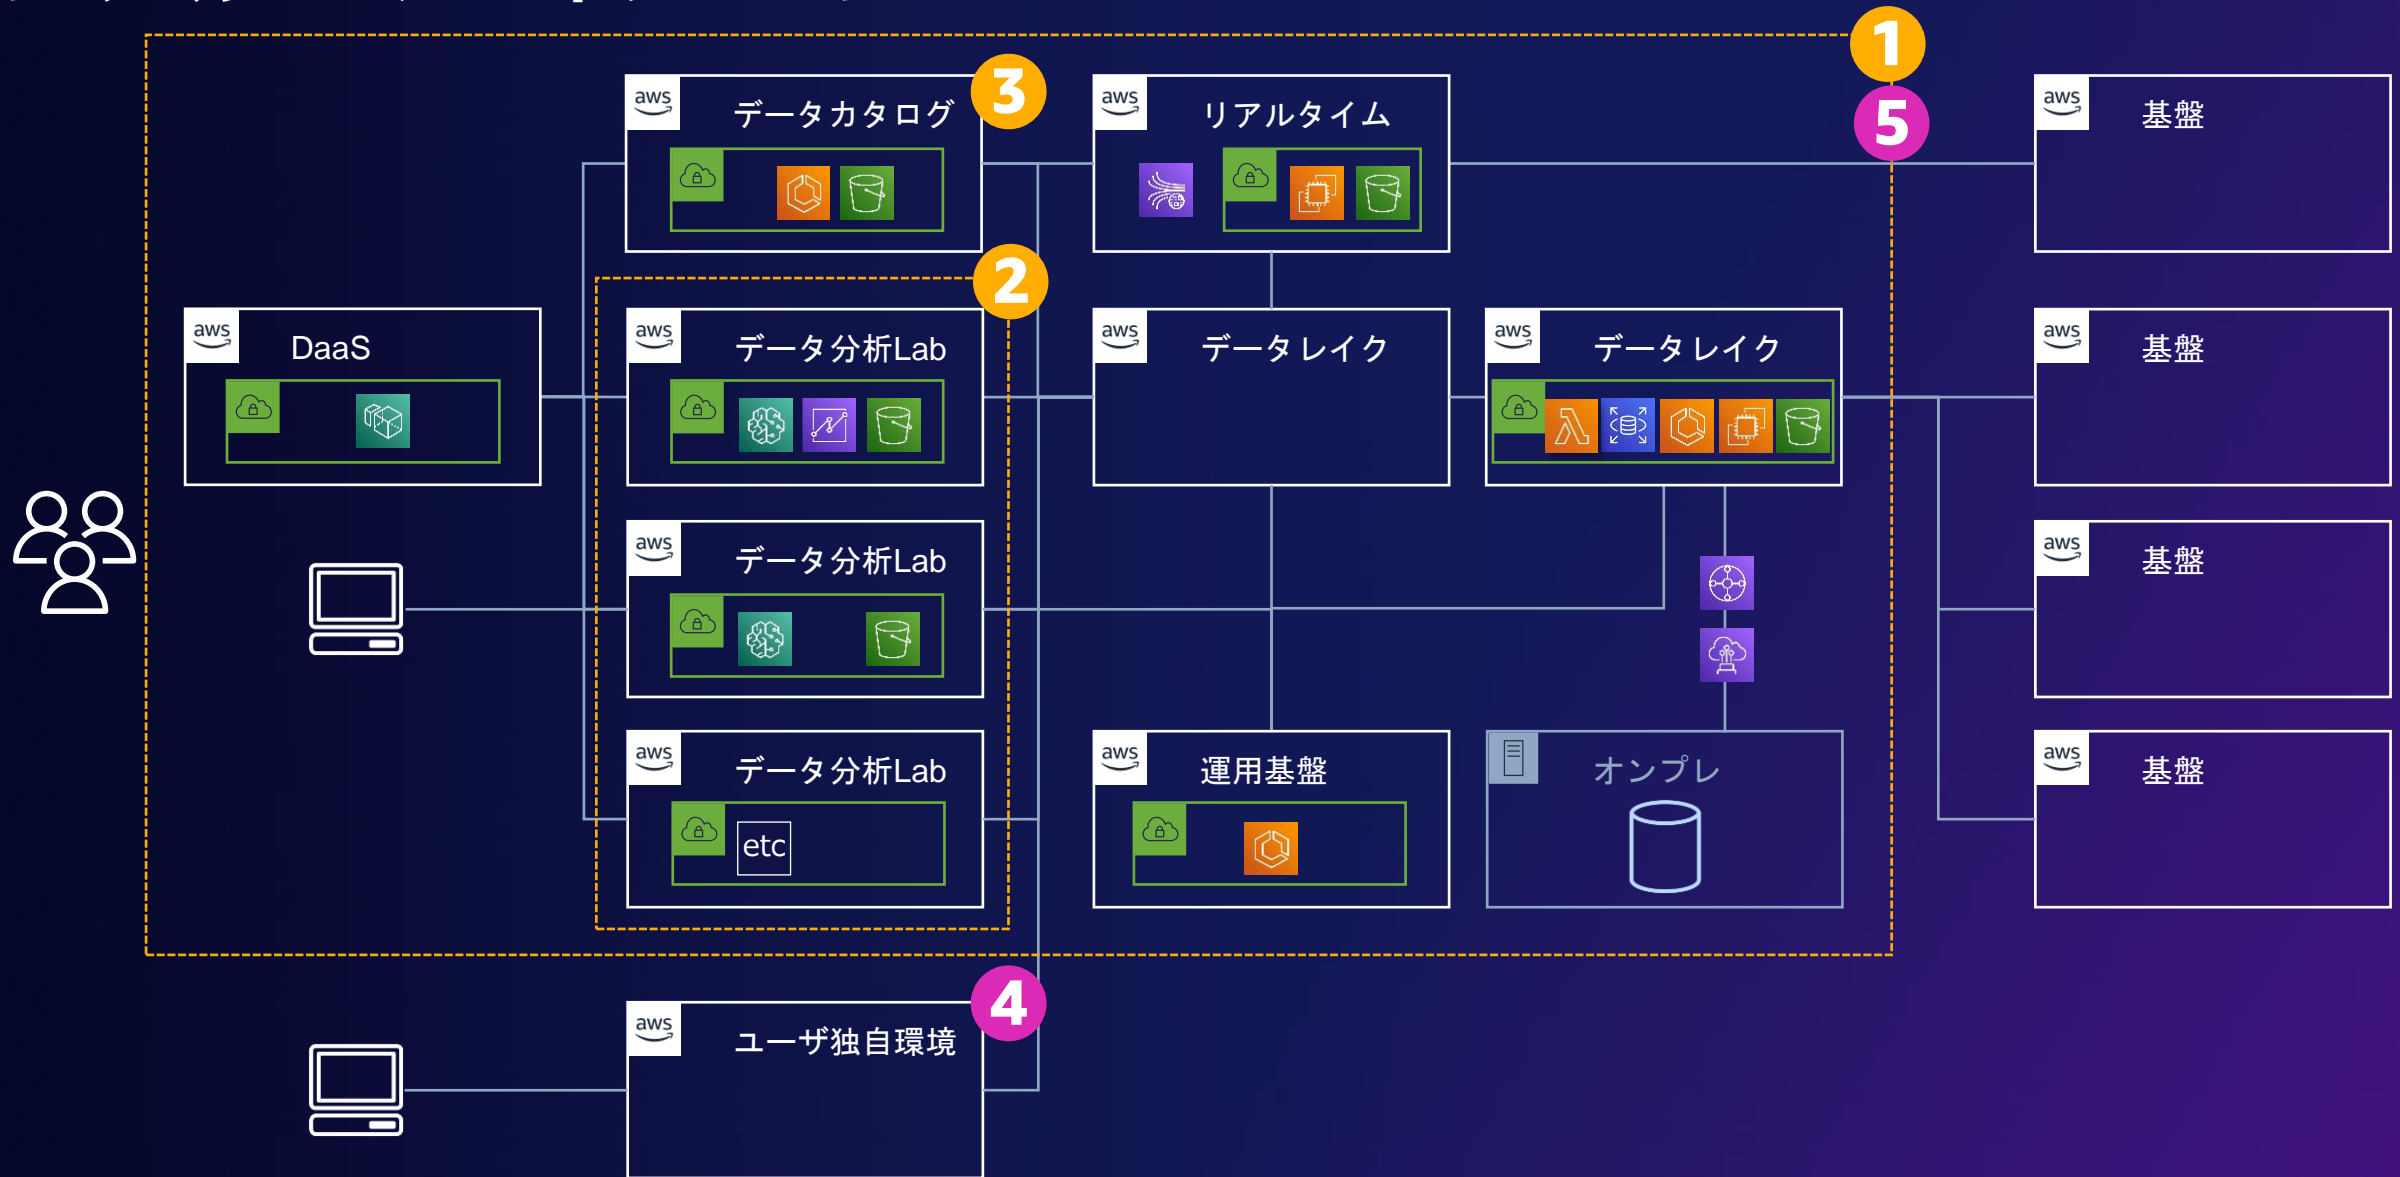 1
aws
データカタログ
3
aws
リアルタイム
5
aws
基盤
2
aws
DaaS
aws
データ分析Lab
aws
データレイク
aws
データレイク
aws
基盤
aws
データ分析Lab
aws
基盤
aws
データ分析Lab
etc
aws
運用基盤
オンプレ
aws
基盤
4
aws
ユーザ独自環境